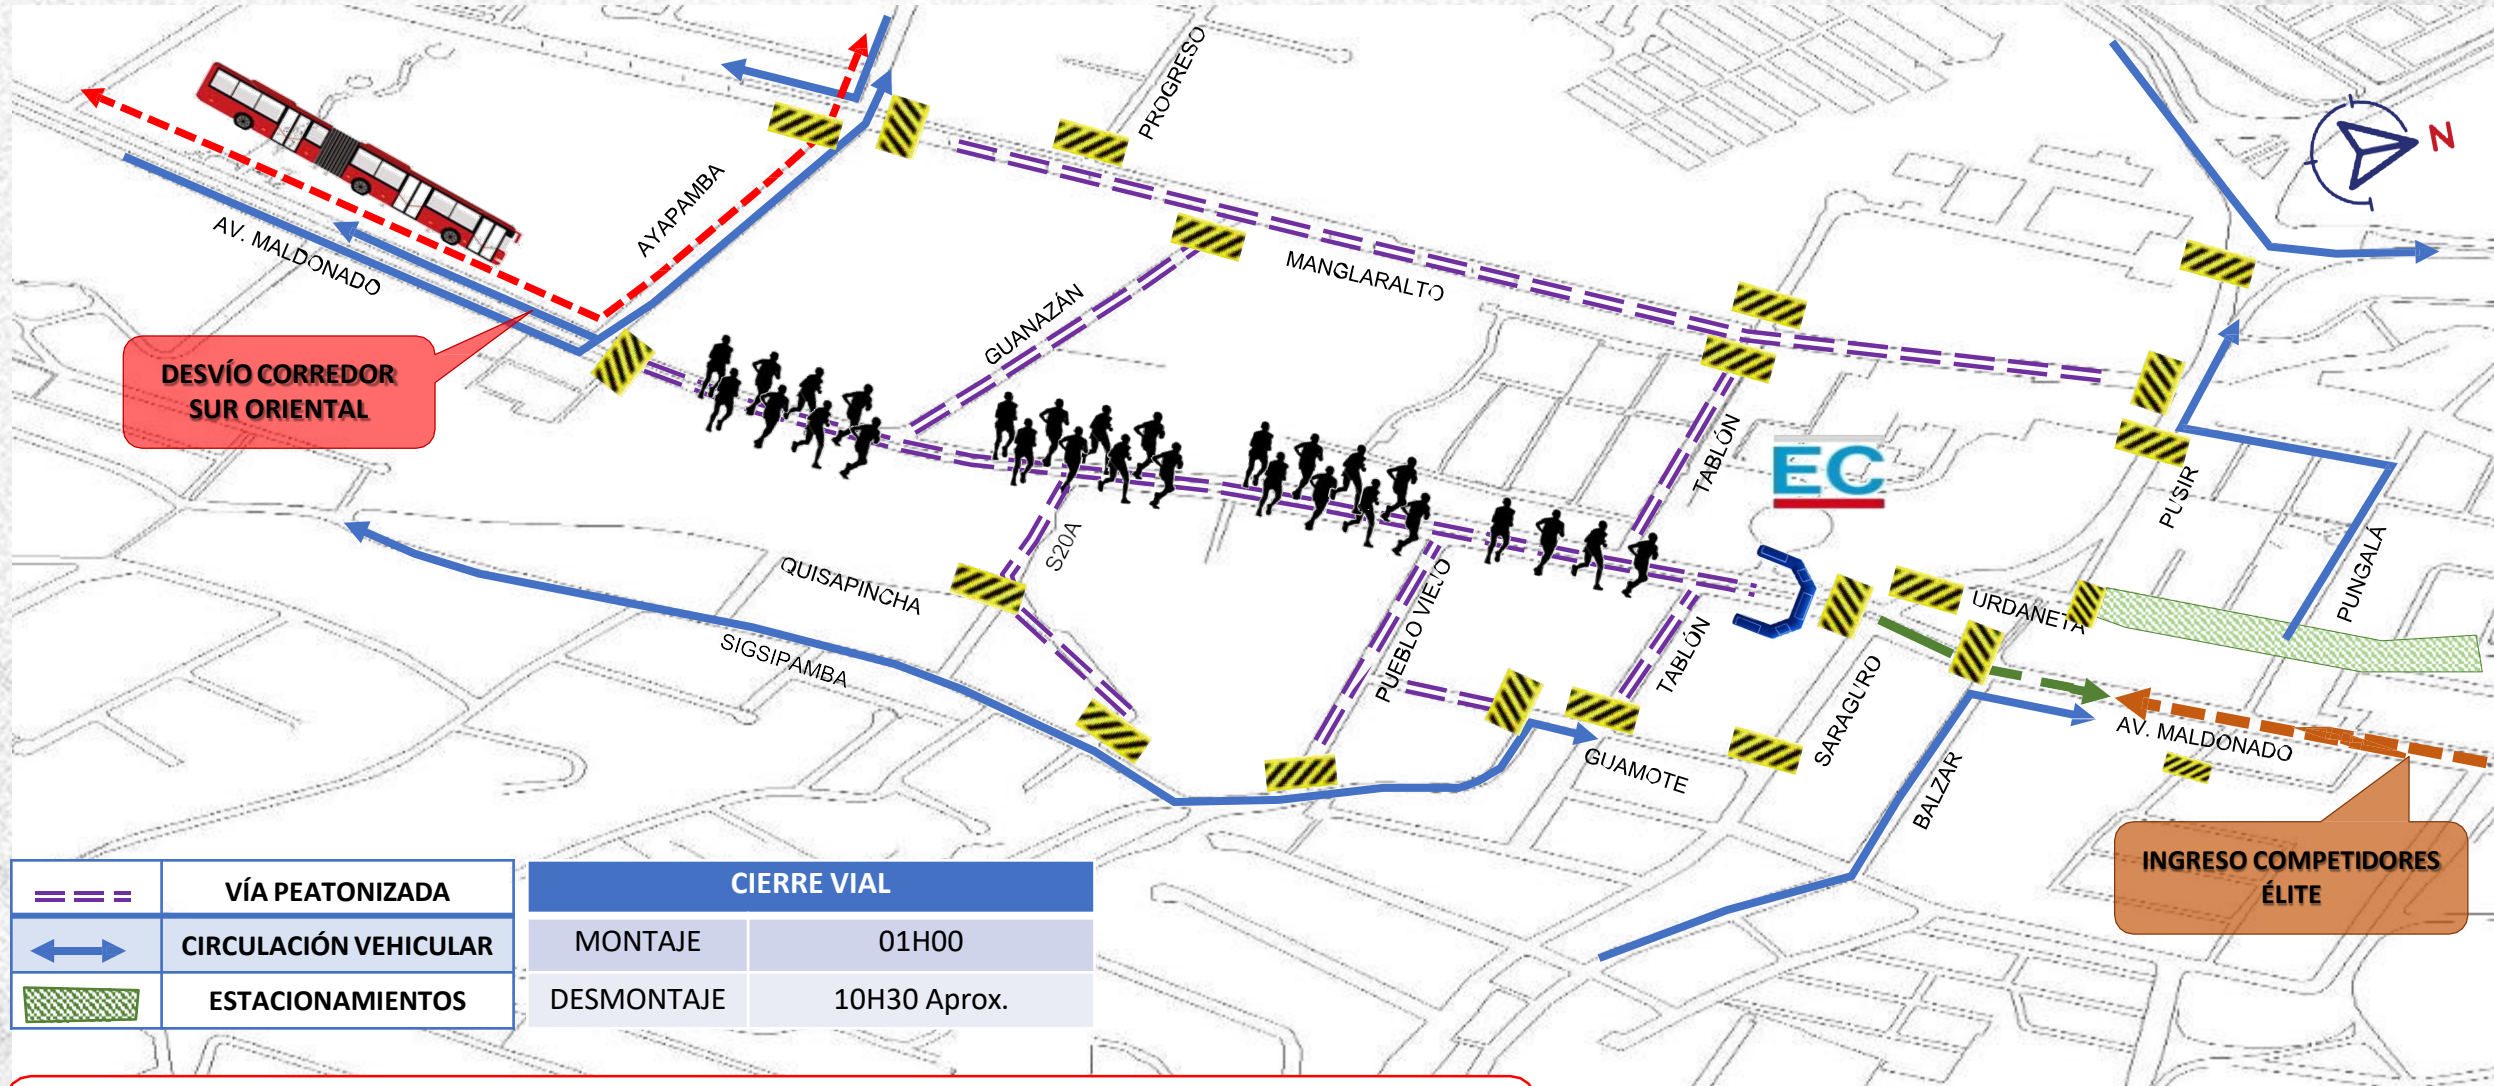 PROGRESO
N
AYAPAMBA
AV. MALDONADO
MANGLARALTO
GUANAZÁN
DESVÍO CORREDOR
SUR ORIENTAL
TABLÓN
EC
PUSIR
S20A
QUISAPINCHA
PUNGALÁ
URDANETA
PUEBLO VIEJO
SIGSIPAMBA
TABLÓN
SARAGURO
AV. MALDONADO
GUAMOTE
BALZAR
INGRESO COMPETIDORES
ÉLITE
VÍA PEATONIZADA
CIRCULACIÓN VEHICULAR
ESTACIONAMIENTOS
CIERRE VIAL
MONTAJE 01H00
DESMONTAJE 10H30 Aprox.